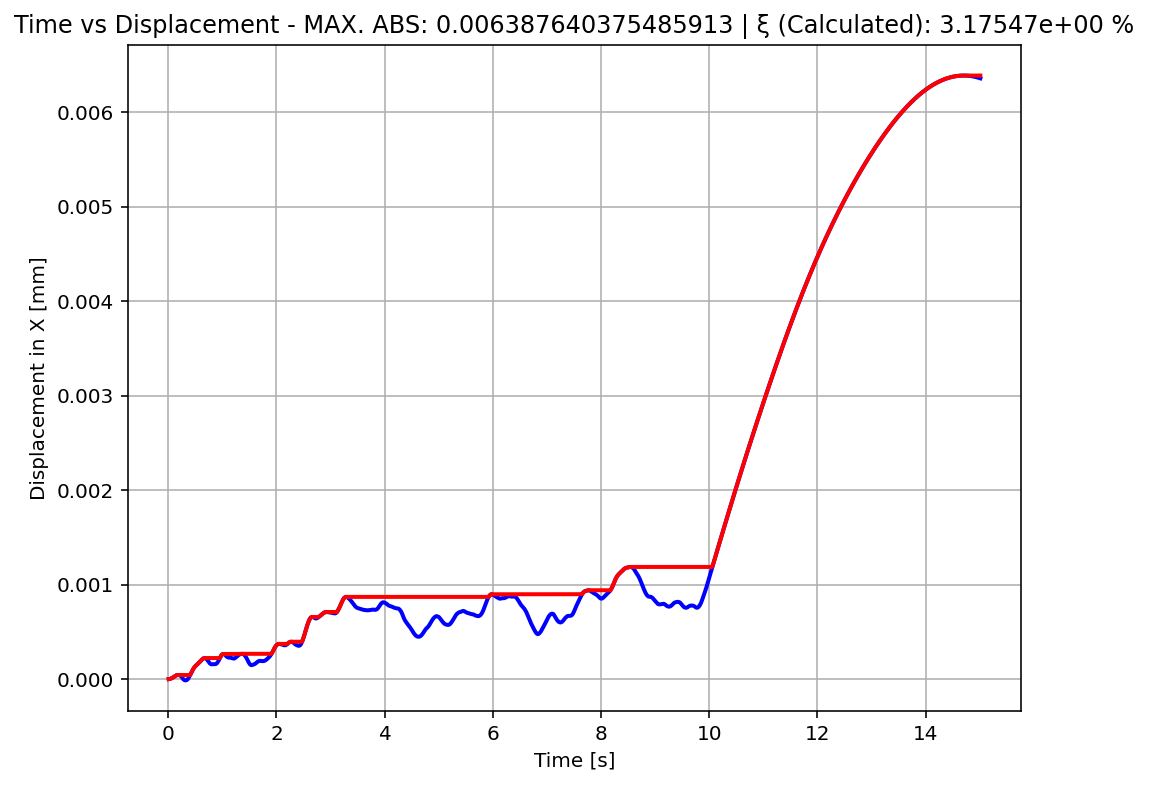 Time vs Displacement - MAX. ABS: 0.006387640375485913 | ξ (Calculated): 3.17547e+00 %
0.006
0.005
0.004
0.003
0.002
0.001
0.000
Displacement in X [mm]
0 2 4 6 8 10 12 14
Time [s]